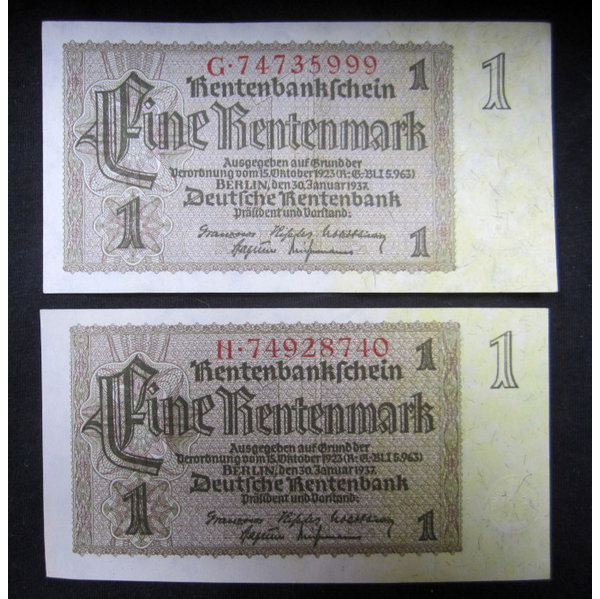 G·74735999
1
1
Rentenbankschein
Eine Rentenmark
Ausgegeben auf Grund der
Verordnung vom 15. Oktober 1923 (R.G.Bl.I S.963)
BERLIN, den 30. Januar 1937.
Deutsche Rentenbank
Präsident und Vorstand:
1
1
H·74928740
1
1
Rentenbankschein
Eine Rentenmark
Ausgegeben auf Grund der
Verordnung vom 15. Oktober 1923 (R.G.Bl.I S.963)
BERLIN, den 30. Januar 1937.
Deutsche Rentenbank
Präsident und Vorstand:
1
1